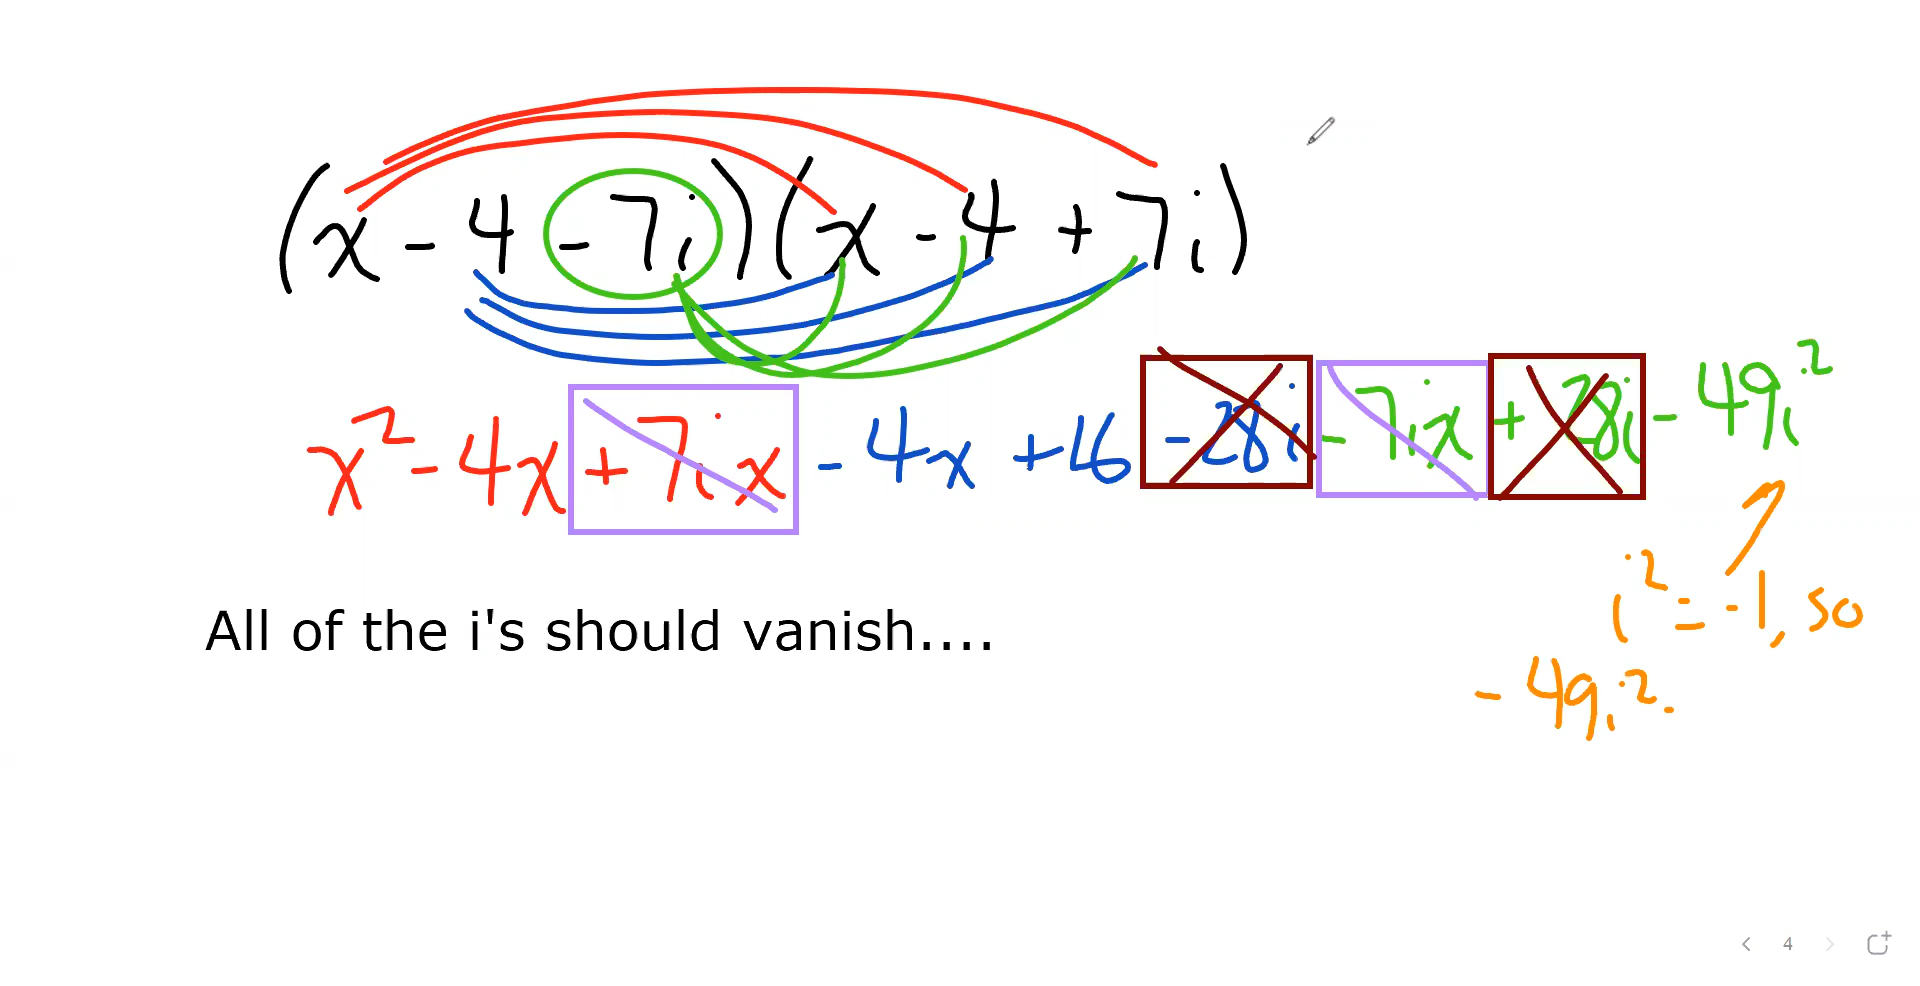 (x - 4 - 7i)(x - 4 + 7i)
x² - 4x + 7ix - 4x + 16 - 28i - 7ix + 28i - 49i²
i² = -1, so
All of the i's should vanish....
- 49i².
4